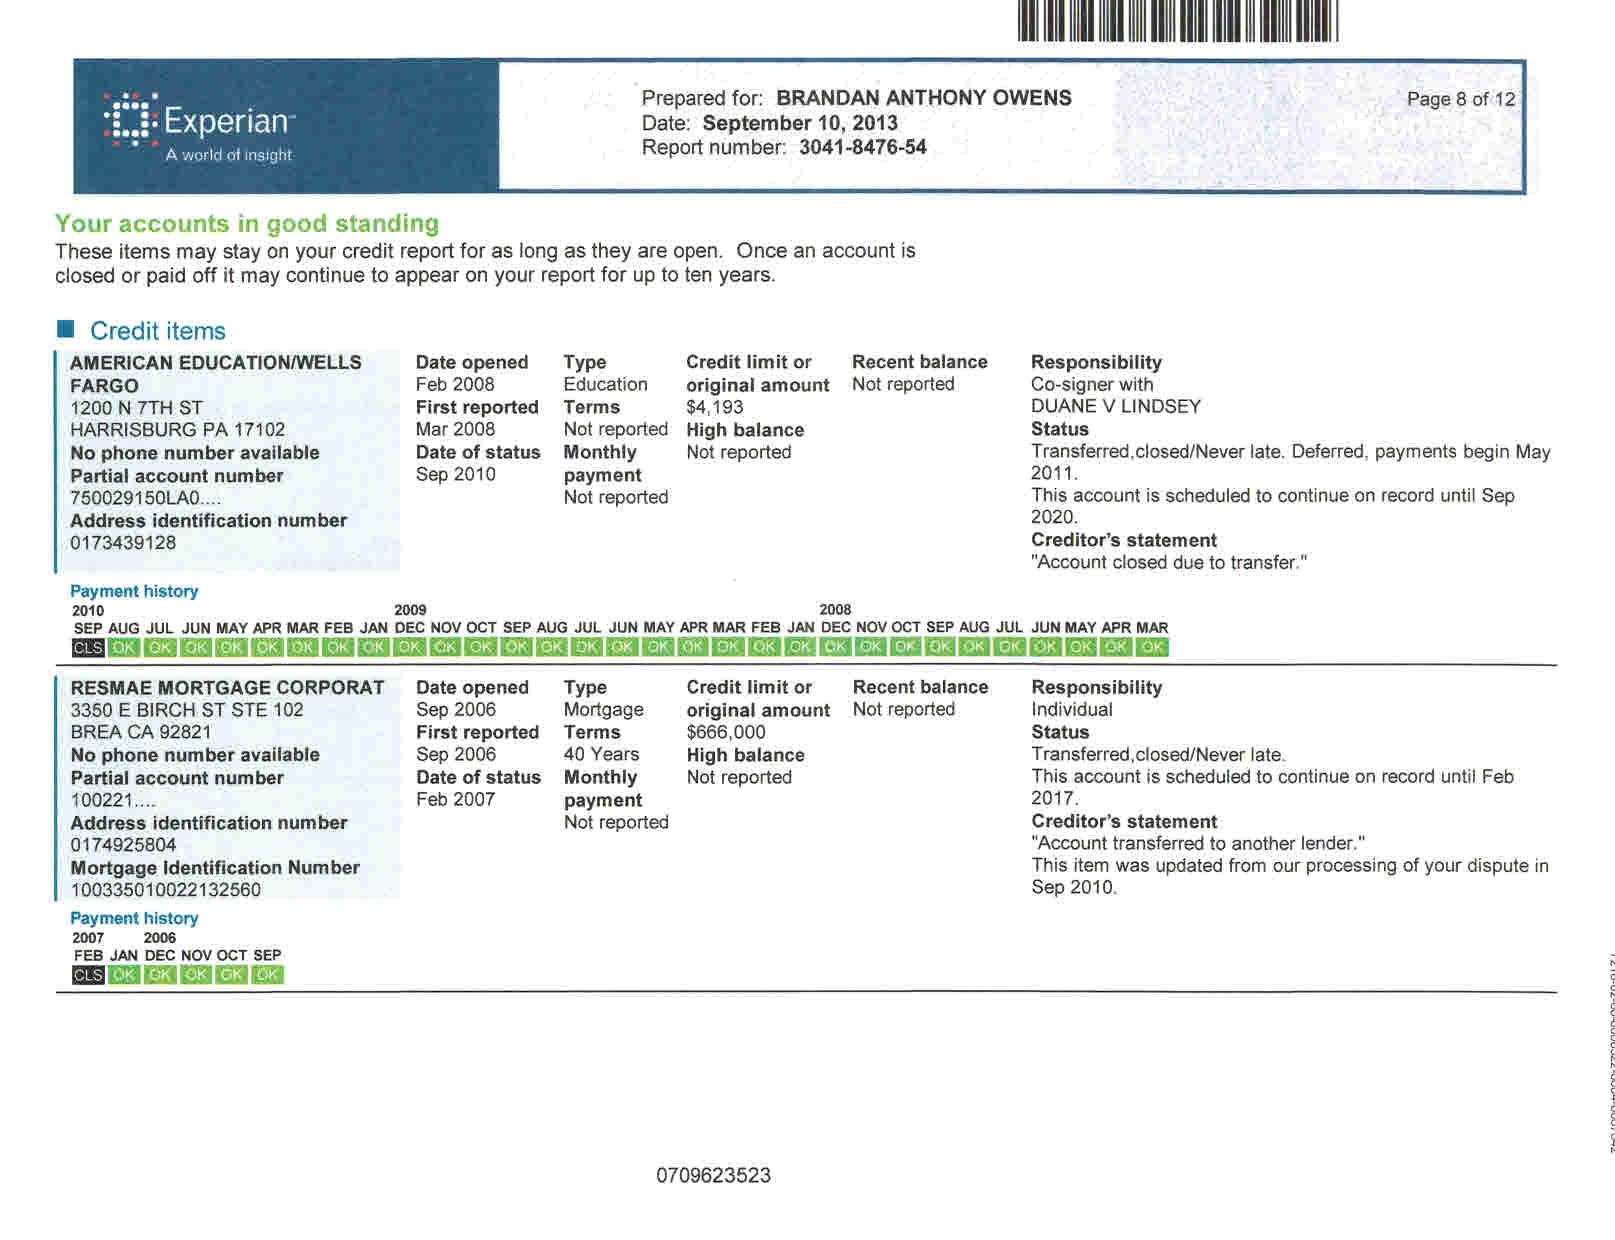 Experian
A world of insight
Prepared for: BRANDAN ANTHONY OWENS
Date: September 10, 2013
Report number: 3041-8476-54
Page 8 of 12
Your accounts in good standing
These items may stay on your credit report for as long as they are open. Once an account is
closed or paid off it may continue to appear on your report for up to ten years.
Credit items
AMERICAN EDUCATION/WELLS
FARGO
1200 N 7TH ST
HARRISBURG PA 17102
No phone number available
Partial account number
750029150LA0....
Address identification number
0173439128
Date opened
Feb 2008
First reported
Mar 2008
Date of status
Sep 2010
Type
Education
Terms
Not reported
Monthly
payment
Not reported
Credit limit or
original amount
$4,193
High balance
Not reported
Recent balance
Not reported
Responsibility
Co-signer with
DUANE V LINDSEY
Status
Transferred,closed/Never late. Deferred, payments begin May
2011.
This account is scheduled to continue on record until Sep
2020.
Creditor's statement
"Account closed due to transfer."
Payment history
2010 2009 2008
SEP AUG JUL JUN MAY APR MAR FEB JAN DEC NOV OCT SEP AUG JUL JUN MAY APR MAR FEB JAN DEC NOV OCT SEP AUG JUL JUN MAY APR MAR
CLS OK OK OK OK OK OK OK OK OK OK OK OK OK OK OK OK OK OK OK OK OK OK OK OK OK OK OK OK OK OK
RESMAE MORTGAGE CORPORAT
3350 E BIRCH ST STE 102
BREA CA 92821
No phone number available
Partial account number
100221....
Address identification number
0174925804
Mortgage Identification Number
100335010022132560
Date opened
Sep 2006
First reported
Sep 2006
Date of status
Feb 2007
Type
Mortgage
Terms
40 Years
Monthly
payment
Not reported
Credit limit or
original amount
$666,000
High balance
Not reported
Recent balance
Not reported
Responsibility
Individual
Status
Transferred,closed/Never late.
This account is scheduled to continue on record until Feb
2017.
Creditor's statement
"Account transferred to another lender."
This item was updated from our processing of your dispute in
Sep 2010.
Payment history
2007 2006
FEB JAN DEC NOV OCT SEP
CLS OK OK OK OK OK
0709623523